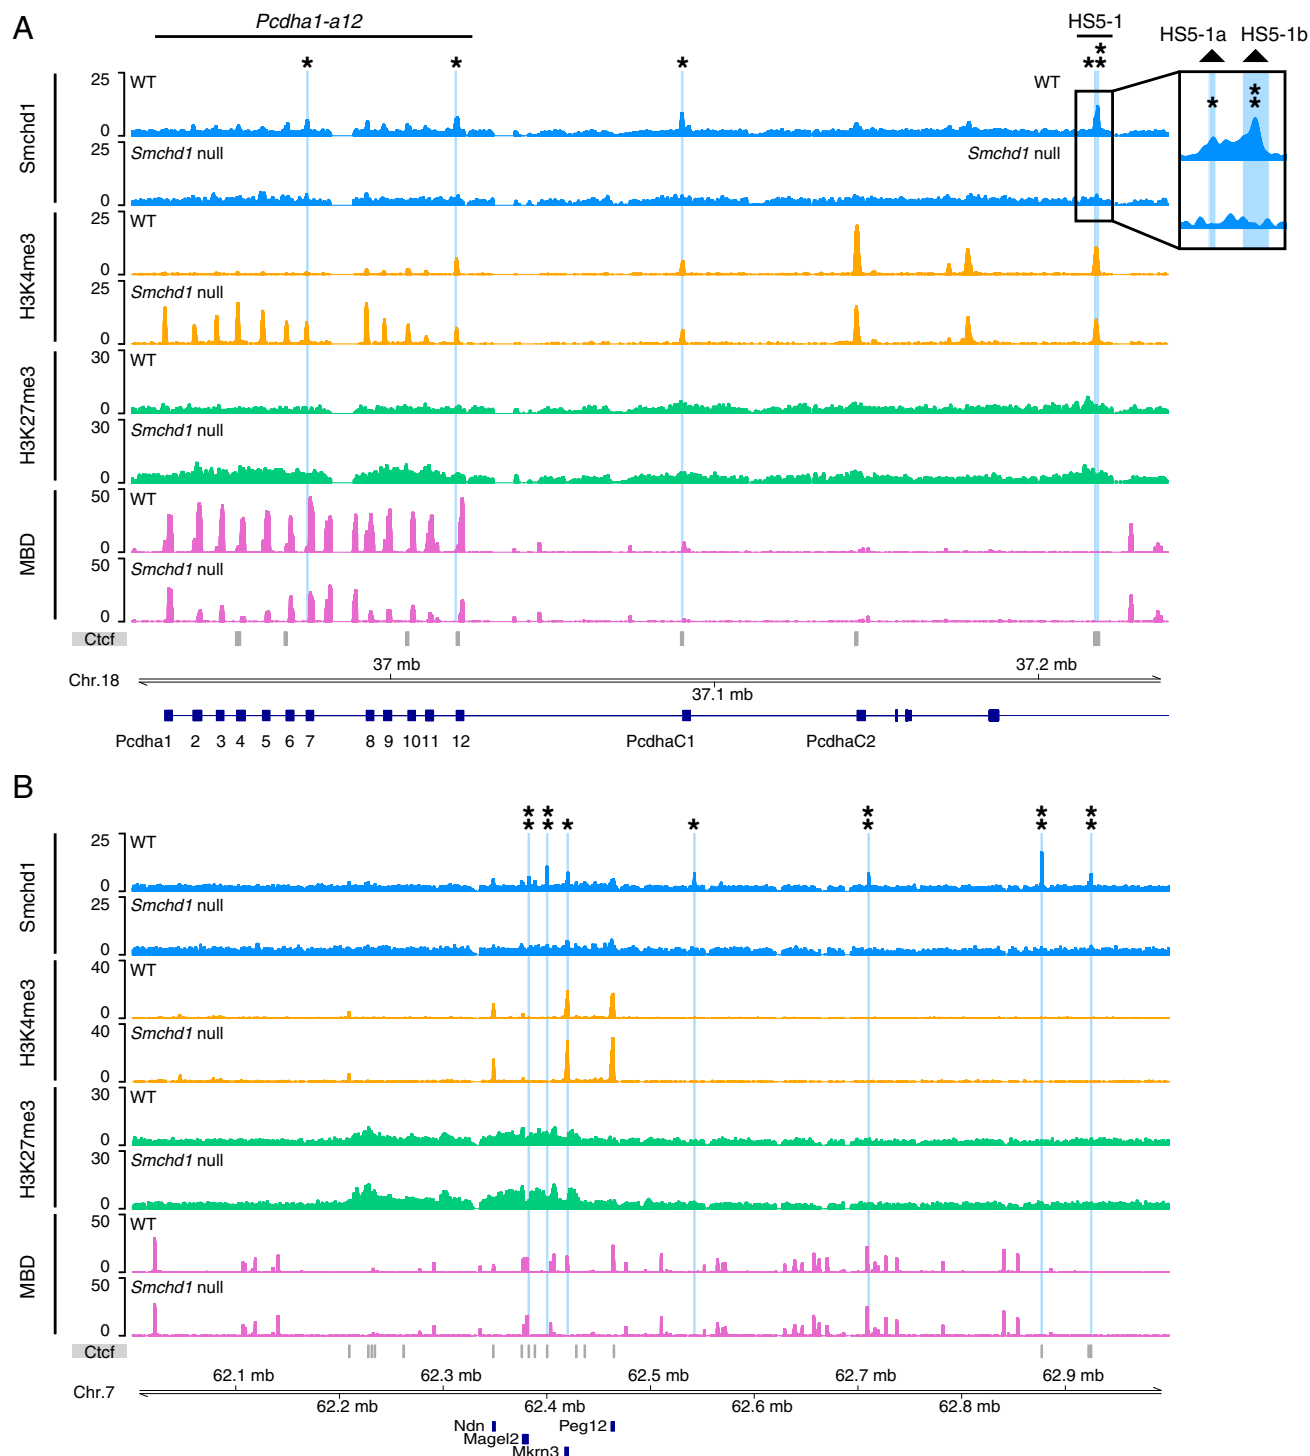 A
Pcdha1-a12
HS5-1
HS5-1a HS5-1b
* * * * * *
* * *
Smchd1
25
0
WT
WT
25
0
Smchd1 null
Smchd1 null
H3K4me3
25
0
WT
25
0
Smchd1 null
H3K27me3
30
0
WT
30
0
Smchd1 null
MBD
50
0
WT
50
0
Smchd1 null
Ctcf
37 mb 37.2 mb
Chr.18
37.1 mb
Pcdha1 2 3 4 5 6 7 8 9 10 11 12 PcdhaC1 PcdhaC2
B
* * * * *
* * * * * * *
Smchd1
25
0
WT
25
0
Smchd1 null
H3K4me3
40
0
WT
40
0
Smchd1 null
H3K27me3
30
0
WT
30
0
Smchd1 null
MBD
50
0
WT
50
0
Smchd1 null
Ctcf
62.1 mb 62.3 mb 62.5 mb 62.7 mb 62.9 mb
Chr.7
62.2 mb 62.4 mb 62.6 mb 62.8 mb
Ndn Peg12
Magel2
Mkrn3